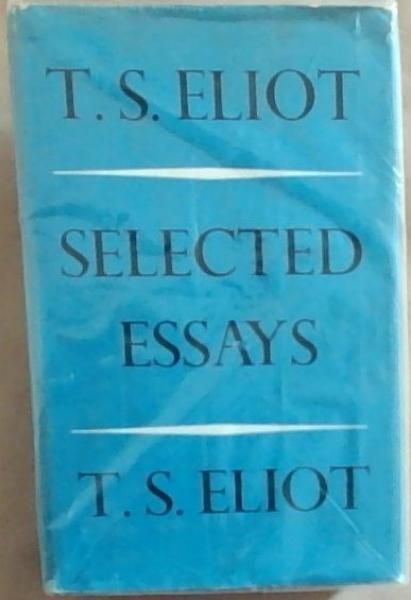 T. S. ELIOT
SELECTED
ESSAYS
T. S. ELIOT